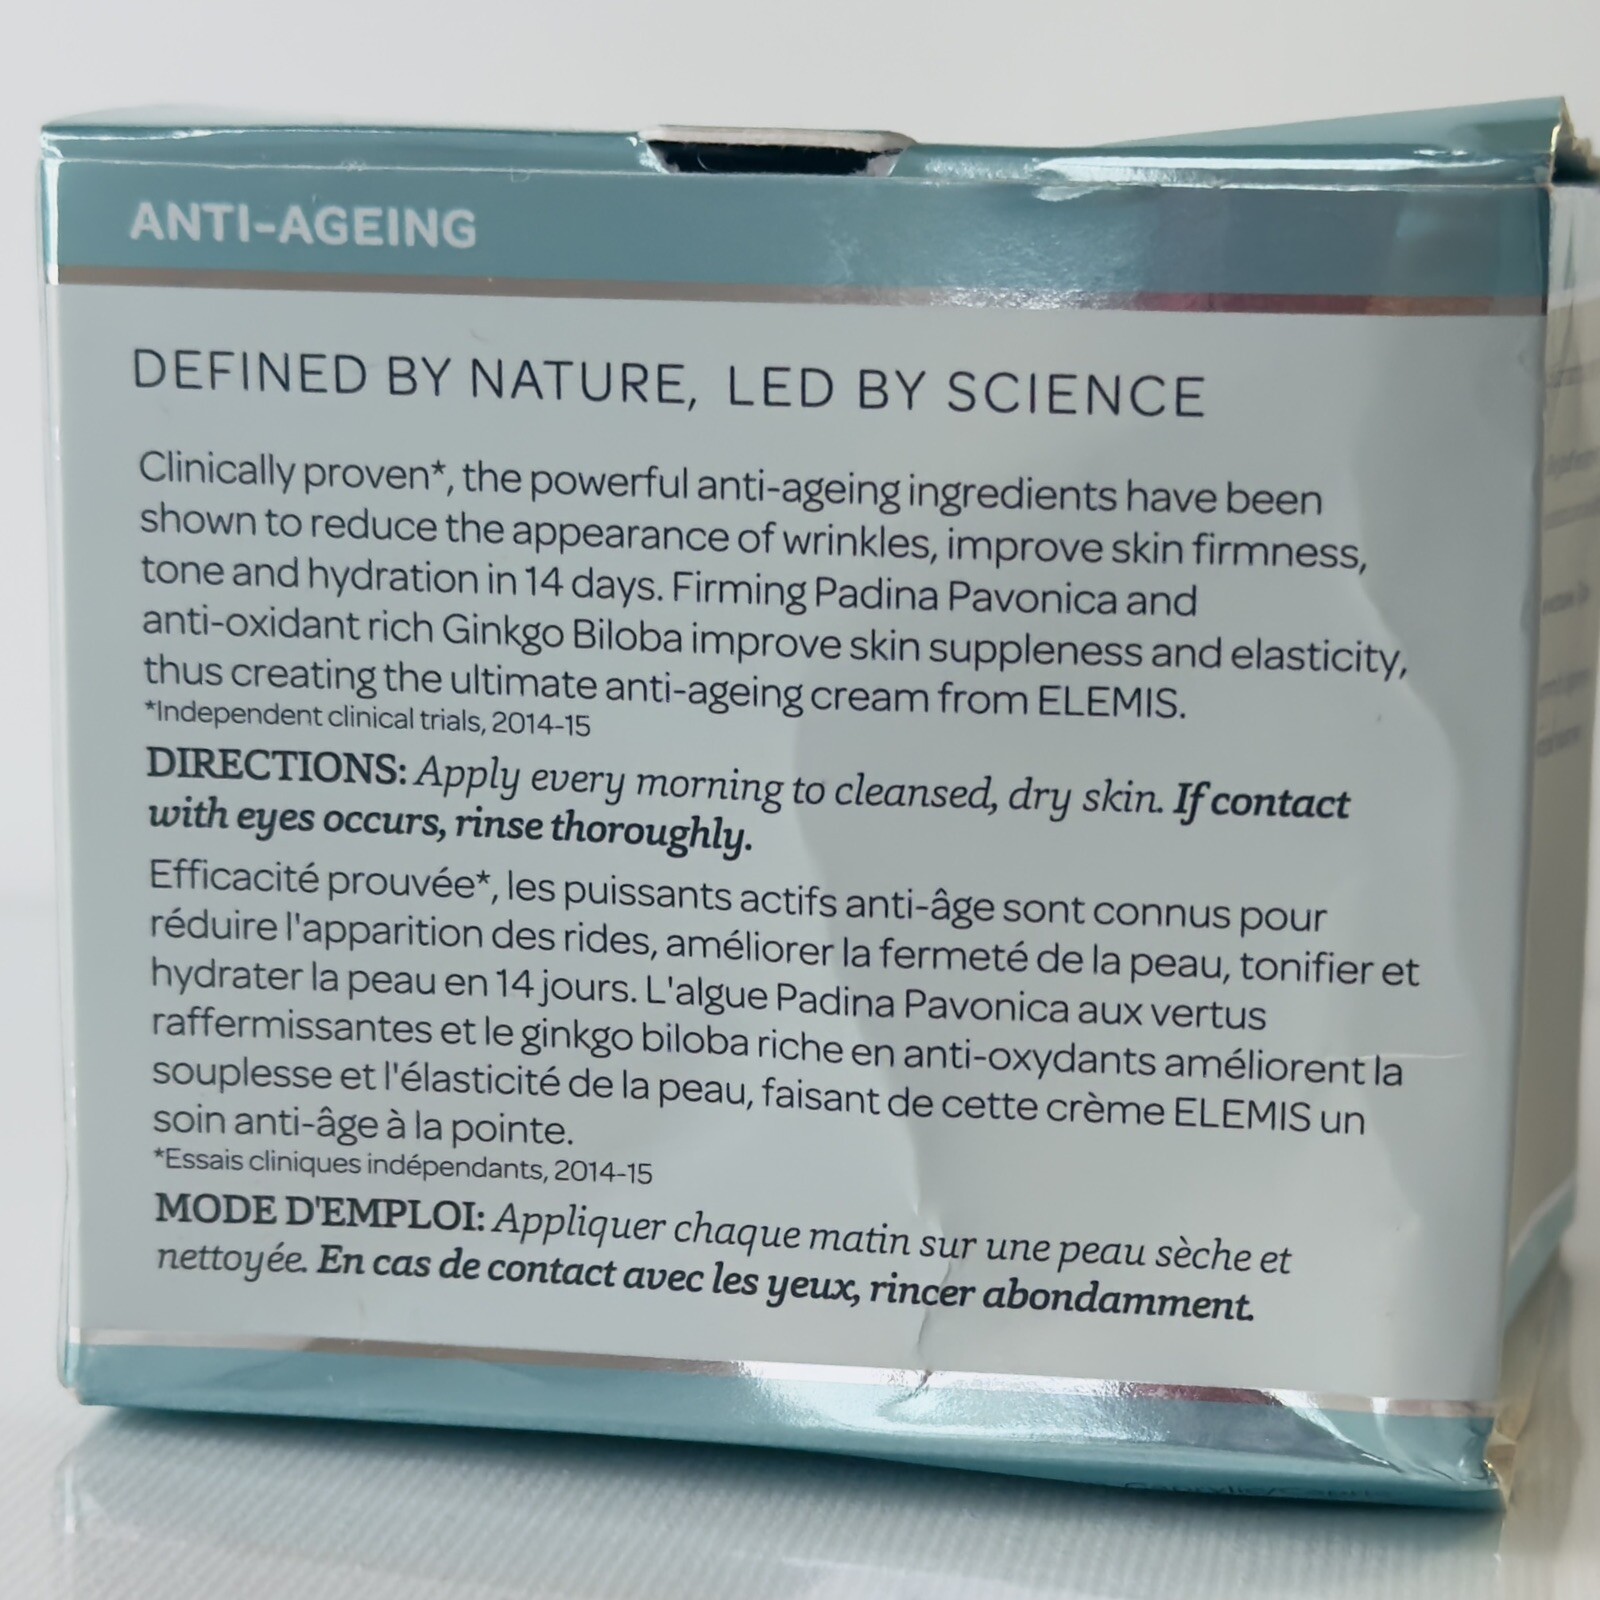 ANTI-AGEING
DEFINED BY NATURE, LED BY SCIENCE
Clinically proven*, the powerful anti-ageing ingredients have been
shown to reduce the appearance of wrinkles, improve skin firmness,
tone and hydration in 14 days. Firming Padina Pavonica and
anti-oxidant rich Ginkgo Biloba improve skin suppleness and elasticity,
thus creating the ultimate anti-ageing cream from ELEMIS.
*Independent clinical trials, 2014-15
DIRECTIONS: Apply every morning to cleansed, dry skin. If contact
with eyes occurs, rinse thoroughly.
Efficacité prouvée*, les puissants actifs anti-âge sont connus pour
réduire l'apparition des rides, améliorer la fermeté de la peau, tonifier et
hydrater la peau en 14 jours. L'algue Padina Pavonica aux vertus
raffermissantes et le ginkgo biloba riche en anti-oxydants améliorent la
souplesse et l'élasticité de la peau, faisant de cette crème ELEMIS un
soin anti-âge à la pointe.
*Essais cliniques indépendants, 2014-15
MODE D'EMPLOI: Appliquer chaque matin sur une peau sèche et
nettoyée. En cas de contact avec les yeux, rincer abondamment.